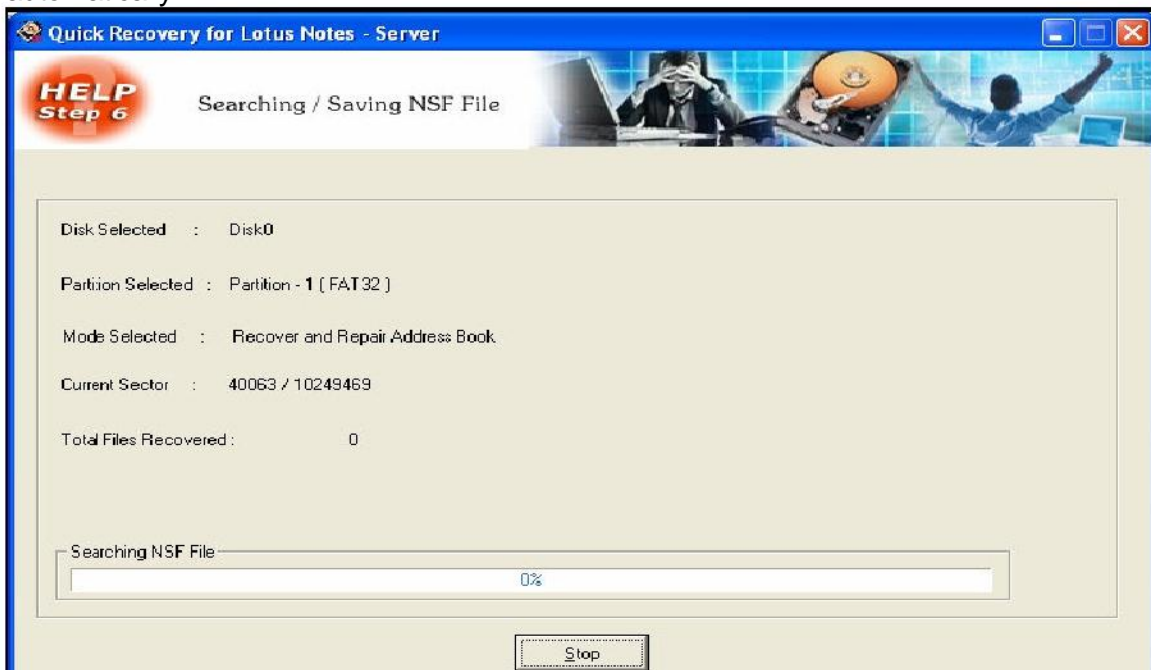 Quick Recovery for Lotus Notes - Server
HELP
Step 6
Searching / Saving NSF File
Disk Selected : Disk0
Partition Selected : Partition - 1 ( FAT32 )
Mode Selected : Recover and Repair Address Book
Current Sector : 40063 / 10249469
Total Files Recovered : 0
Searching NSF File
0%
Stop